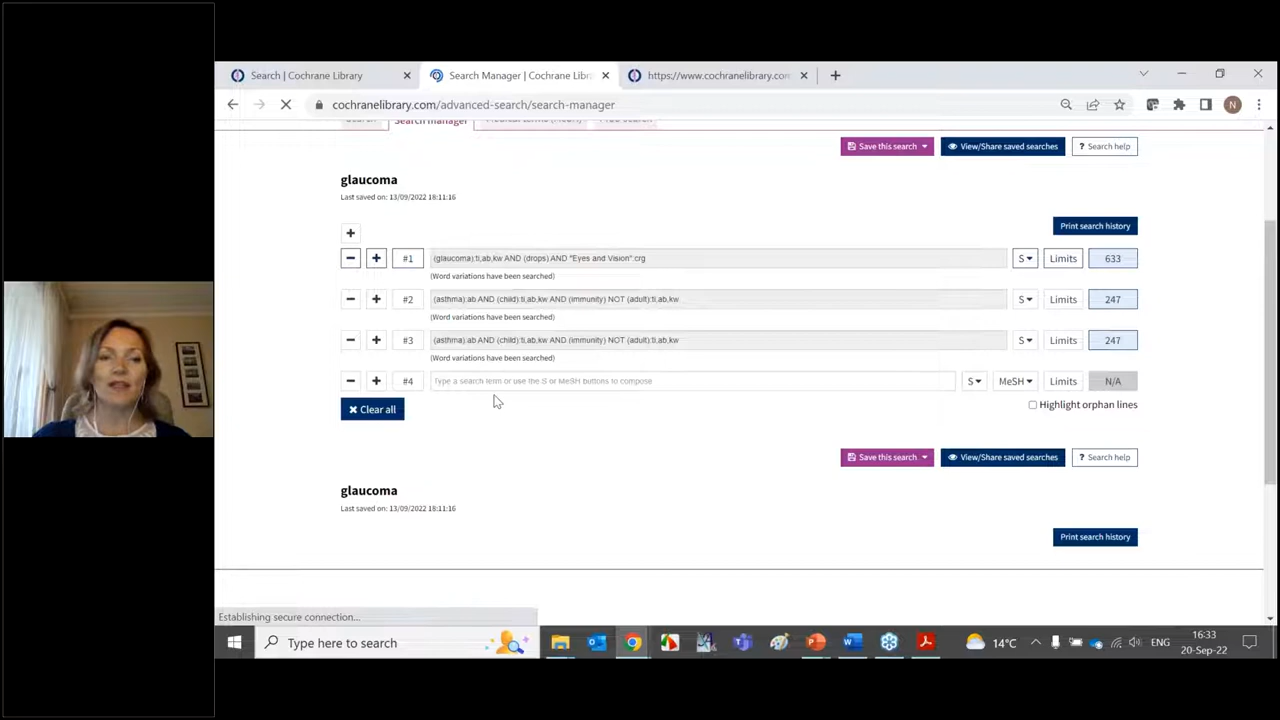 Search | Cochrane Library
Search Manager | Cochrane Libr
https://www.cochranelibrary.com
cochranelibrary.com/advanced-search/search-manager
N
Search manager
Save this search
View/Share saved searches
? Search help
glaucoma
Last saved on: 13/09/2022 18:11:16
Print search history
#1 (glaucoma):ti,ab,kw AND (drops) AND "Eyes and Vision":crg S Limits 633
(Word variations have been searched)
#2 (asthma):ab AND (child):ti,ab,kw AND (immunity) NOT (adult):ti,ab,kw S Limits 247
(Word variations have been searched)
#3 (asthma):ab AND (child):ti,ab,kw AND (immunity) NOT (adult):ti,ab,kw S Limits 247
(Word variations have been searched)
#4 Type a search term or use the S or MeSH buttons to compose S MeSH Limits N/A
Clear all
Highlight orphan lines
Save this search
View/Share saved searches
? Search help
glaucoma
Last saved on: 13/09/2022 18:11:16
Print search history
Establishing secure connection...
Type here to search
14°C
ENG
16:33
20-Sep-22